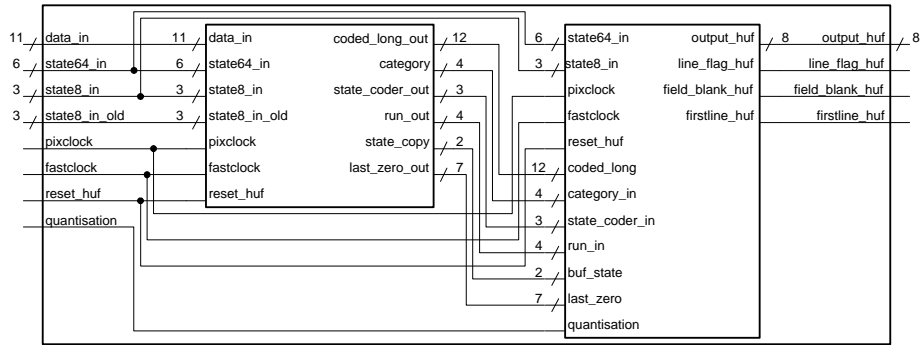 11 data_in 11 data_in coded_long_out 12 6 state64_in output_huf 8 output_huf 8
6 state64_in 6 state64_in category 4 3 state8_in line_flag_huf line_flag_huf
3 state8_in 3 state8_in state_coder_out 3 pixclock field_blank_huf field_blank_huf
3 state8_in_old 3 state8_in_old run_out 4 fastclock firstline_huf firstline_huf
pixclock pixclock state_copy 2 reset_huf
fastclock fastclock last_zero_out 7 12 coded_long
reset_huf reset_huf 4 category_in
quantisation 3 state_coder_in
4 run_in
2 buf_state
7 last_zero
quantisation